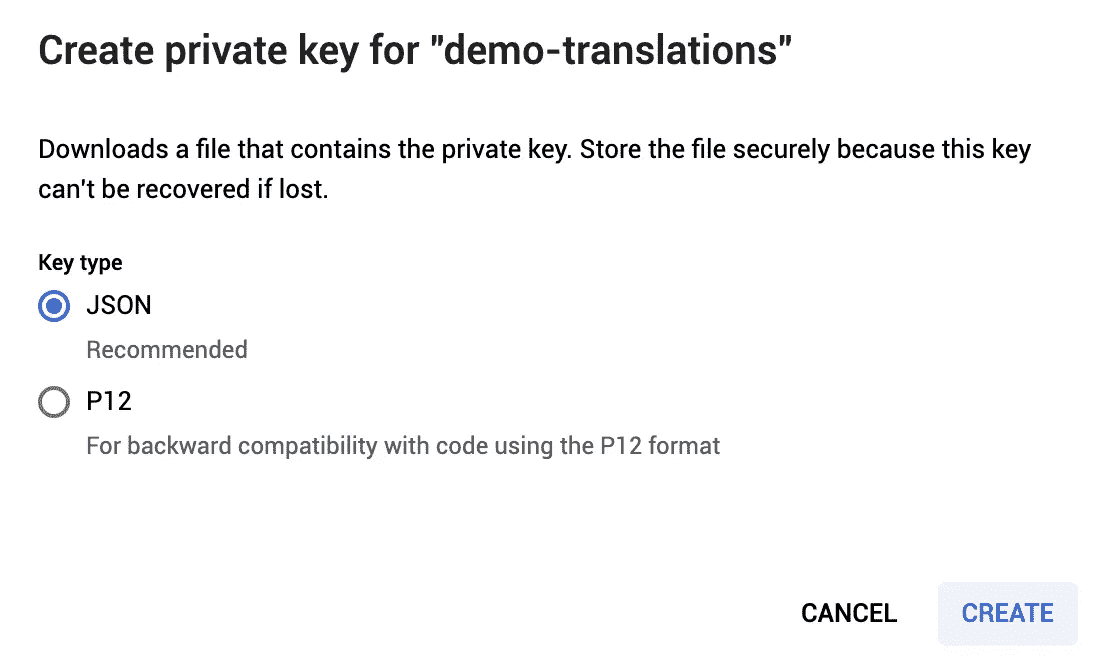 Create private key for "demo-translations"
Downloads a file that contains the private key. Store the file securely because this key
can't be recovered if lost.
Key type
JSON
Recommended
P12
For backward compatibility with code using the P12 format
CANCEL
CREATE